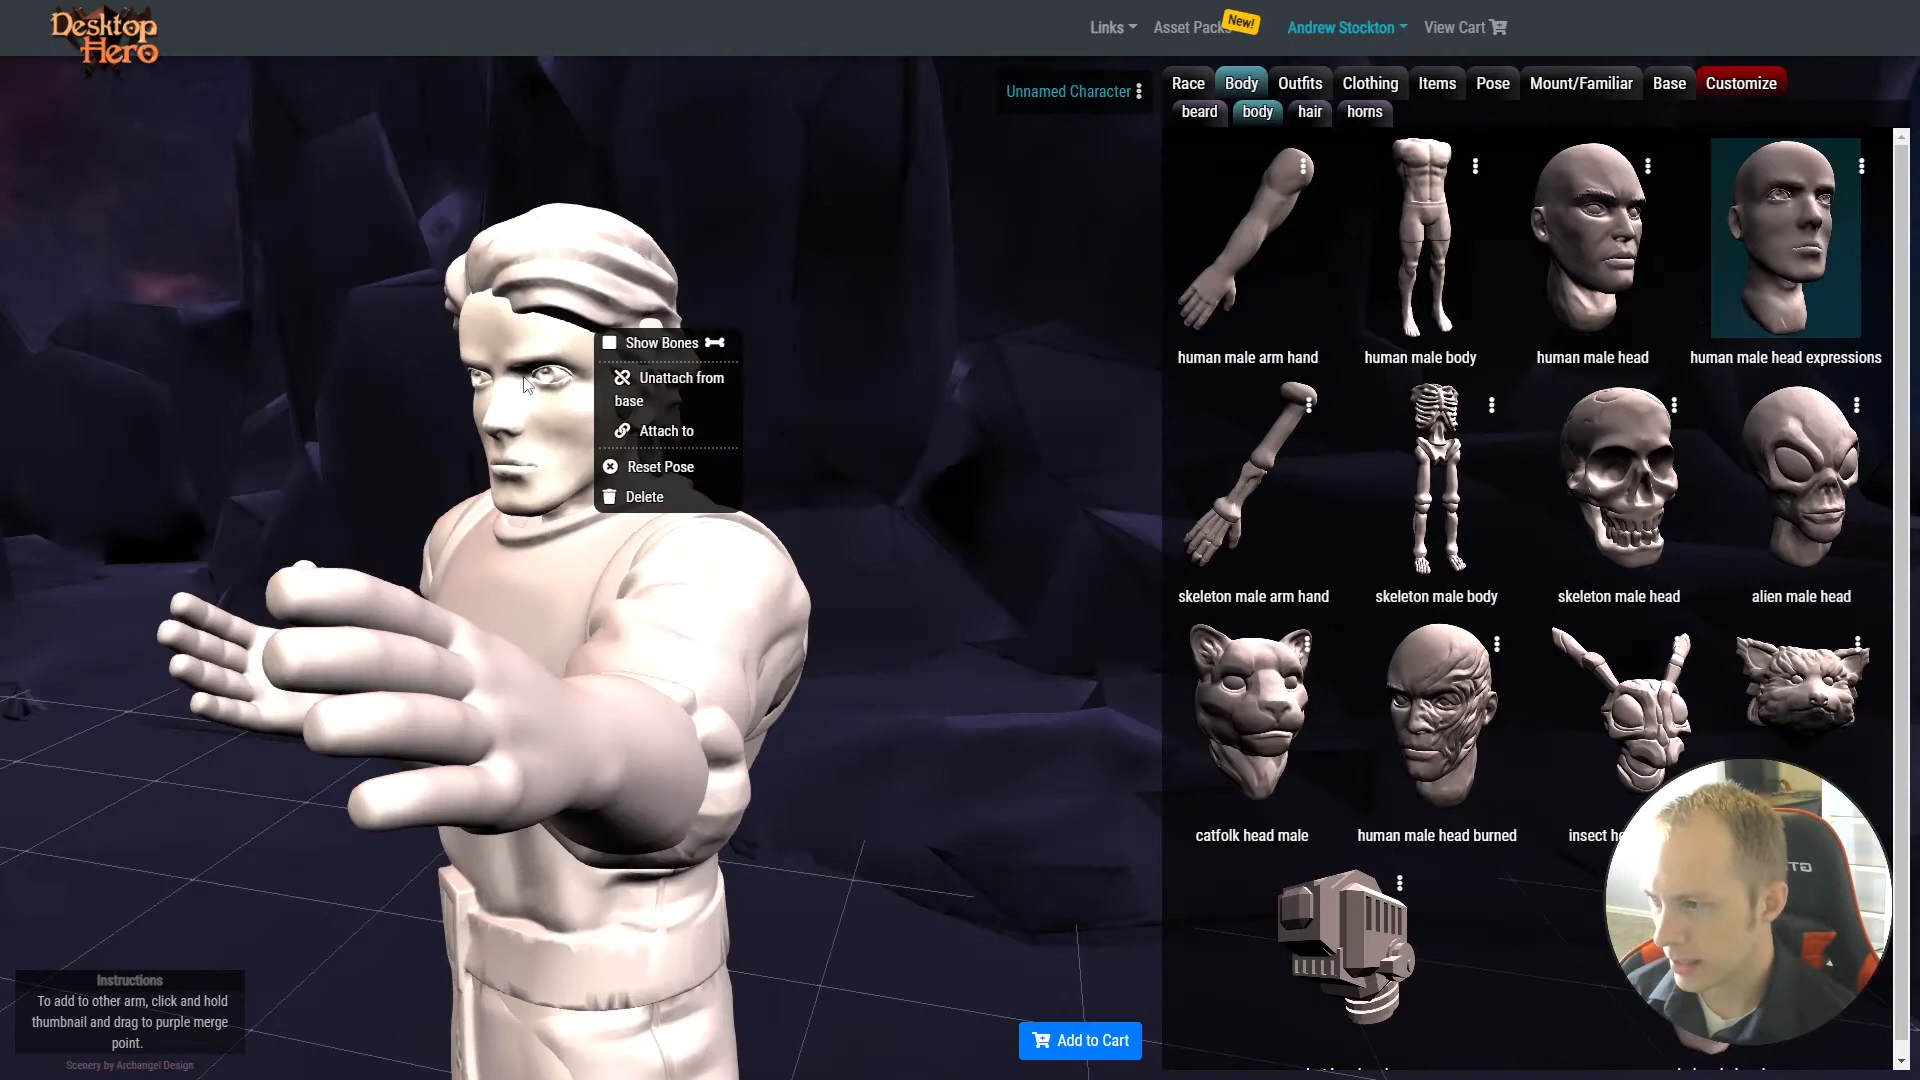 Desktop
Hero
Links
Asset Packs
New!
Andrew Stockton
View Cart
Unnamed Character
Race
Body
Outfits
Clothing
Items
Pose
Mount/Familiar
Base
Customize
beard
body
hair
horns
human male arm hand
human male body
human male head
human male head expressions
Show Bones
Unattach from
base
Attach to
Reset Pose
Delete
skeleton male arm hand
skeleton male body
skeleton male head
alien male head
catfolk head male
human male head burned
insect
Instructions
To add to other arm, click and hold
thumbnail and drag to purple merge
point.
Scenery by Archangel Design
Add to Cart